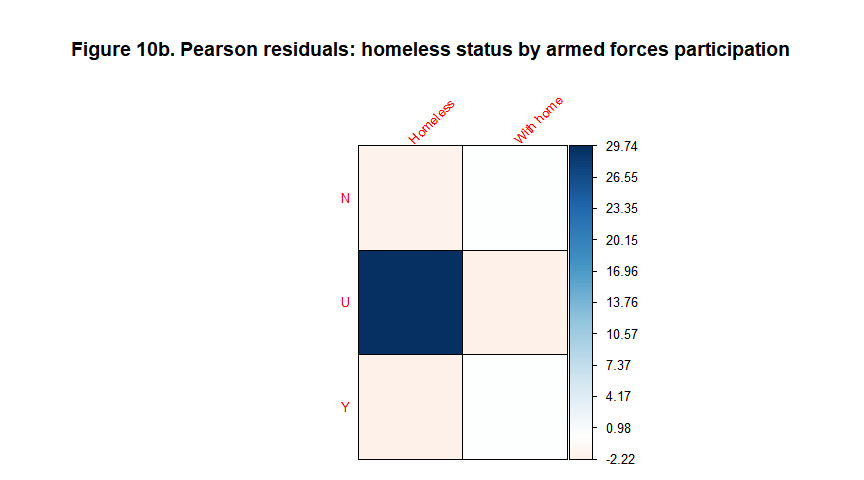 Figure 10b. Pearson residuals: homeless status by armed forces participation
Homeless
With home
N
U
Y
29.74
26.55
23.35
20.15
16.96
13.76
10.57
7.37
4.17
0.98
-2.22